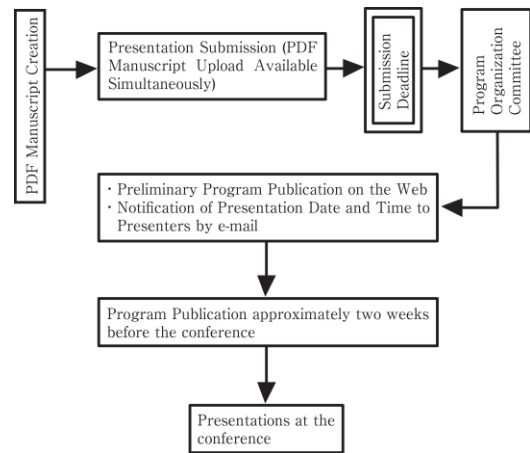 PDF Manuscript Creation
Presentation Submission (PDF
Manuscript Upload Available
Simultaneously)
Submission
Deadline
Program
Organization
Committee
・Preliminary Program Publication on the Web
・Notification of Presentation Date and Time to
Presenters by e-mail
Program Publication approximately two weeks
before the conference
Presentations at the
conference